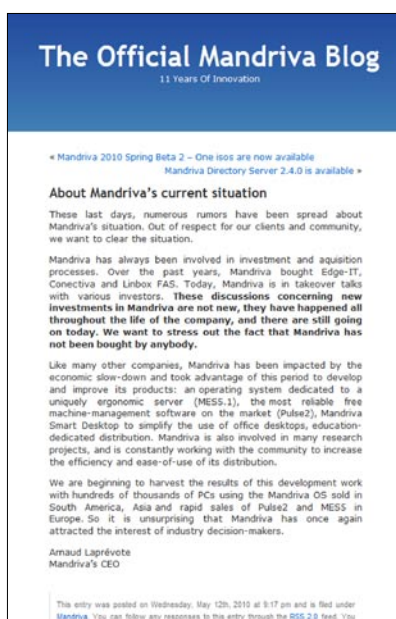 The Official Mandriva Blog
11 Years Of Innovation
« Mandriva 2010 Spring Beta 2 – One isos are now available
Mandriva Directory Server 2.4.0 is available »
About Mandriva's current situation
These last days, numerous rumors have been spread about
Mandriva's situation. Out of respect for our clients and community,
we want to clear the situation.
Mandriva has always been involved in investment and aquisition
processes. Over the past years, Mandriva bought Edge-IT,
Conectiva and Linbox FAS. Today, Mandriva is in takeover talks
with various investors. These discussions concerning new
investments in Mandriva are not new, they have happened all
throughout the life of the company, and there are still going
on today. We want to stress out the fact that Mandriva has
not been bought by anybody.
Like many other companies, Mandriva has been impacted by the
economic slow-down and took advantage of this period to develop
and improve its products: an operating system dedicated to a
uniquely ergonomic server (MES5.1), the most reliable free
machine-management software on the market (Pulse2), Mandriva
Smart Desktop to simplify the use of office desktops, education-
dedicated distribution. Mandriva is also involved in many research
projects, and is constantly working with the community to increase
the efficiency and ease-of-use of its distribution.
We are beginning to harvest the results of this development work
with hundreds of thousands of PCs using the Mandriva OS sold in
South America, Asia and rapid sales of Pulse2 and MES5 in
Europe. So it is unsurprising that Mandriva has once again
attracted the interest of industry decision-makers.
Arnaud Laprévote
Mandriva's CEO
This entry was posted on Wednesday, May 12th, 2010 at 9:17 pm and is filed under
Mandriva. You can follow any responses to this entry through the RSS 2.0 feed. You